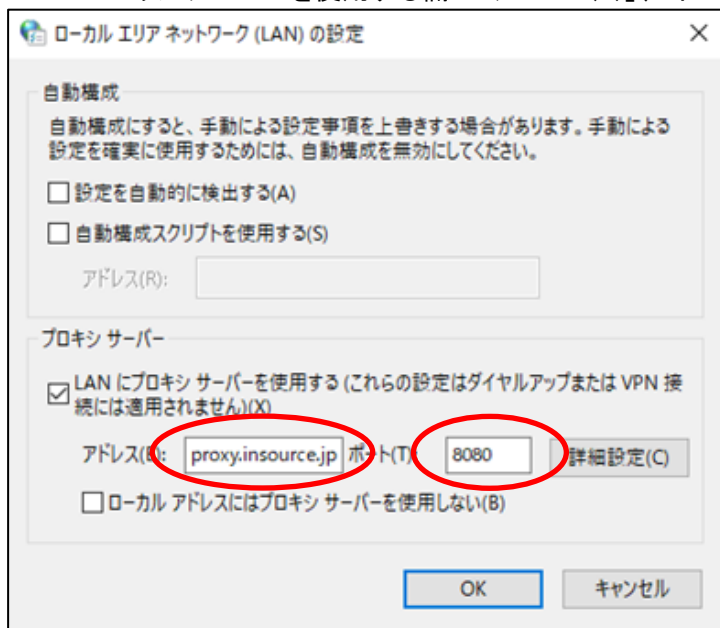 ローカル エリア ネットワーク (LAN) の設定
自動構成
自動構成にすると、手動による設定事項を上書きする場合があります。手動による
設定を確実に使用するためには、自動構成を無効にしてください。
設定を自動的に検出する(A)
自動構成スクリプトを使用する(S)
アドレス(R):
プロキシ サーバー
LAN にプロキシ サーバーを使用する (これらの設定はダイヤルアップまたは VPN 接
続には適用されません)(X)
アドレス(E): proxy.insource.jp ポート(T): 8080 詳細設定(C)
ローカル アドレスにはプロキシ サーバーを使用しない(B)
OK キャンセル